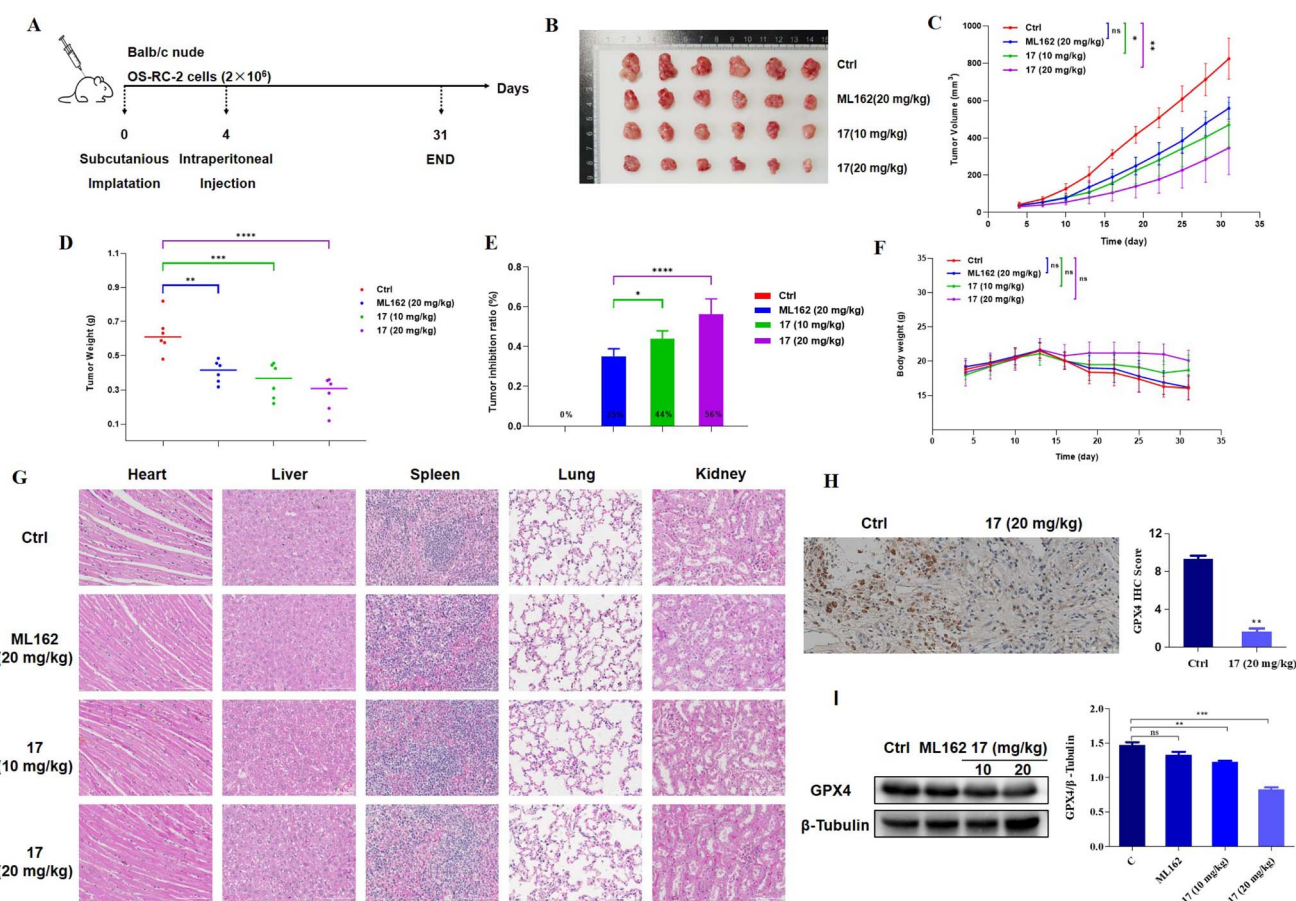 A
Balb/c nude
OS-RC-2 cells (2×10⁶)
Days
0 4 31
Subcutanious Intraperitoneal END
Implatation Injection
B
Ctrl
ML162(20 mg/kg)
17(10 mg/kg)
17(20 mg/kg)
C
Ctrl
ML162 (20 mg/kg)
17 (10 mg/kg)
17 (20 mg/kg)
ns
*
**
Tumor Volume (mm³)
1000
800
600
400
200
0
0 5 10 15 20 25 30 35
Time (day)
D
****
***
**
Tumor Weight (g)
1.1
0.9
0.7
0.5
0.3
0.1
Ctrl
ML162 (20 mg/kg)
17 (10 mg/kg)
17 (20 mg/kg)
E
****
*
Tumor inhibition ratio (%)
0.8
0.6
0.4
0.2
0.0
0% 35% 44% 56%
Ctrl
ML162 (20 mg/kg)
17 (10 mg/kg)
17 (20 mg/kg)
F
Ctrl
ML162 (20 mg/kg)
17 (10 mg/kg)
17 (20 mg/kg)
ns
ns
ns
Body weight (g)
35
30
25
20
15
0 5 10 15 20 25 30 35
Time (day)
G
Heart Liver Spleen Lung Kidney
Ctrl
ML162
(20 mg/kg)
17
(10 mg/kg)
17
(20 mg/kg)
H
Ctrl 17 (20 mg/kg)
GPX4 IHC Score
12
8
4
0
**
Ctrl 17 (20 mg/kg)
I
Ctrl ML162 17 (mg/kg)
10 20
GPX4
β-Tubulin
GPX4/β -Tubulin
2.0
1.5
1.0
0.5
0.0
***
**
ns
C
ML162
17 (10 mg/kg)
17 (20 mg/kg)